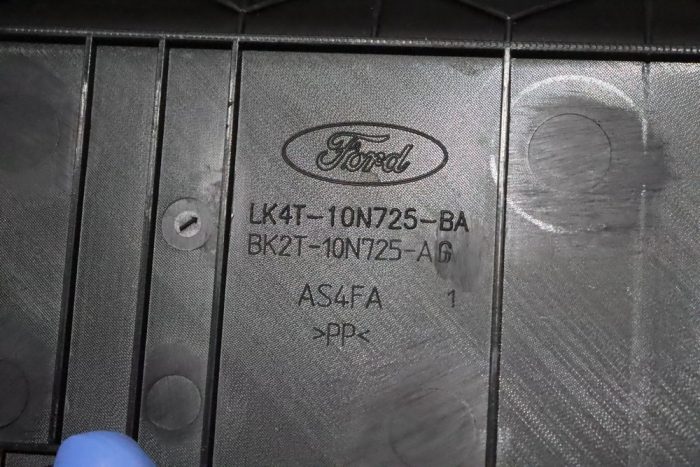 Ford
LK4T-10N725-BA
BK2T-10N725-AG
AS4FA 1
>PP<